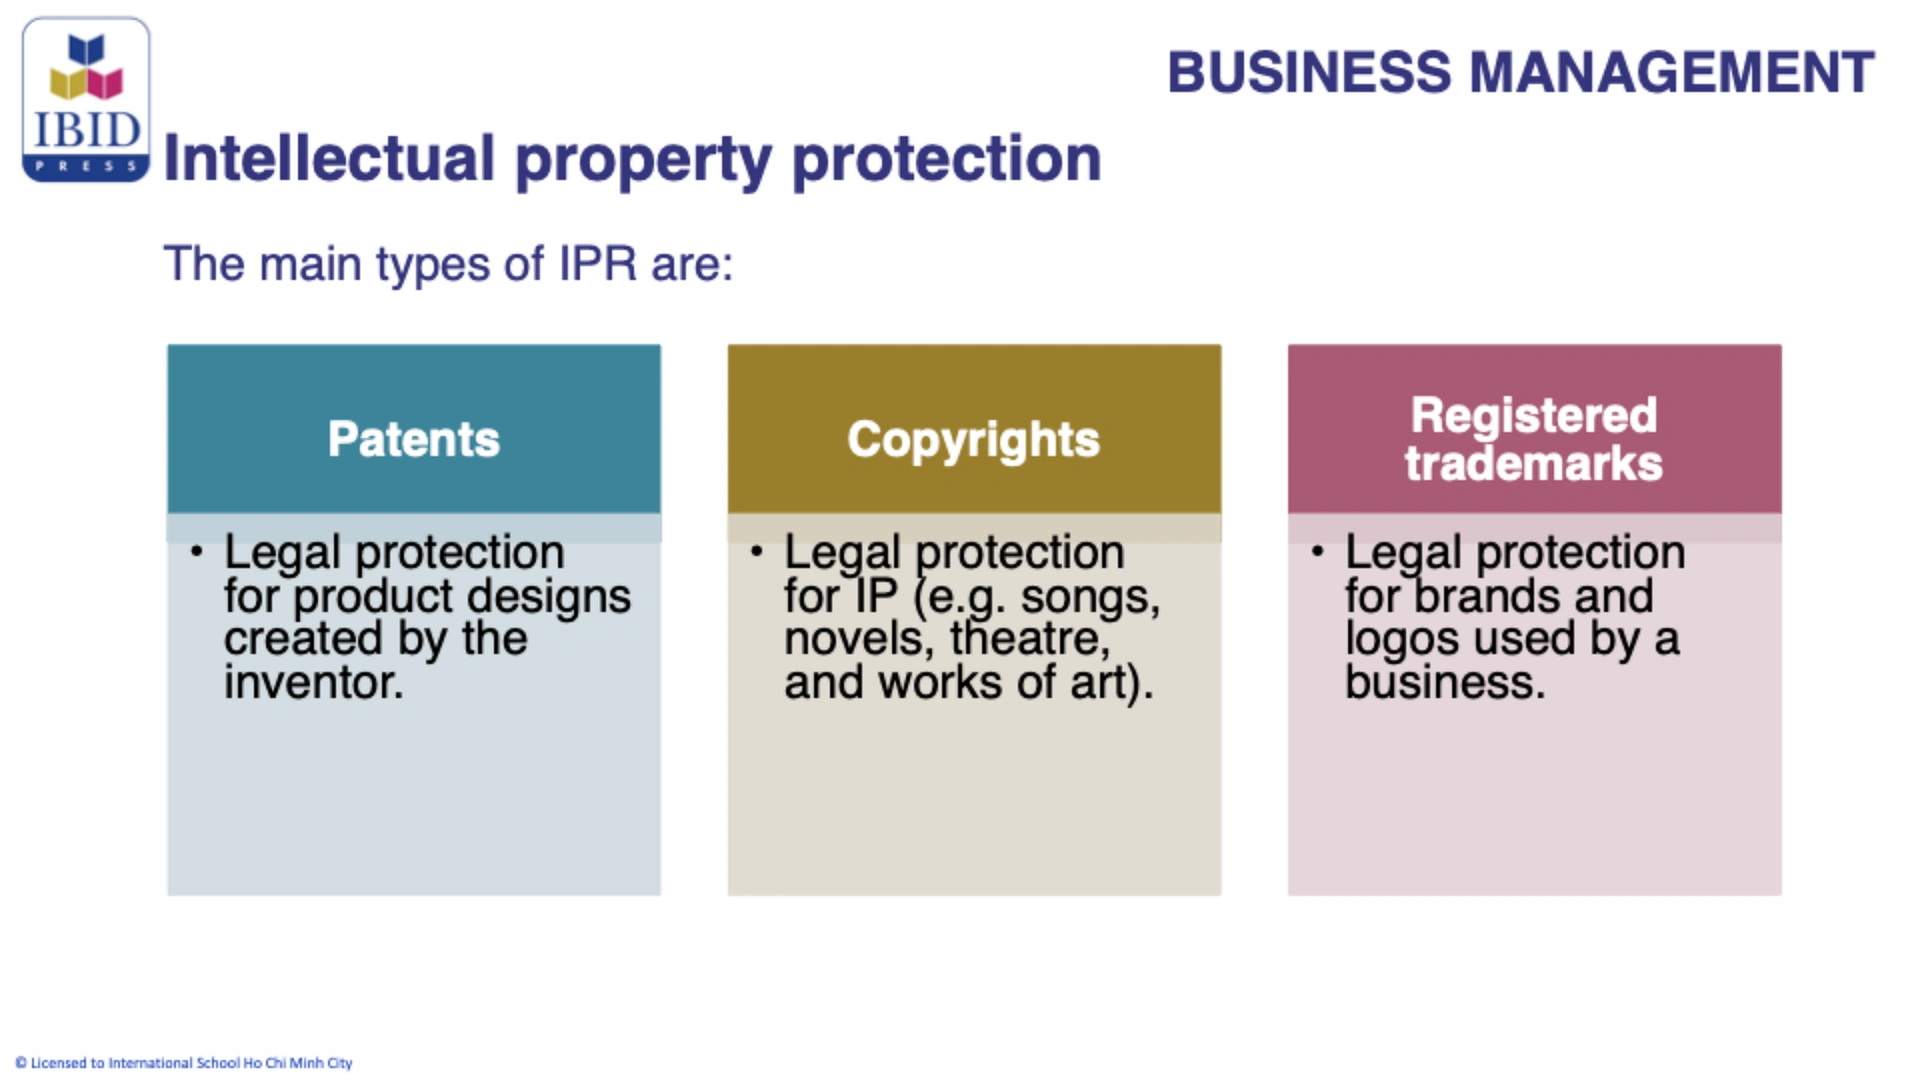 BUSINESS MANAGEMENT
IBID
PRESS
Intellectual property protection
The main types of IPR are:
Patents
• Legal protection
for product designs
created by the
inventor.
Copyrights
• Legal protection
for IP (e.g. songs,
novels, theatre,
and works of art).
Registered
trademarks
• Legal protection
for brands and
logos used by a
business.
© Licensed to International School Ho Chi Minh City